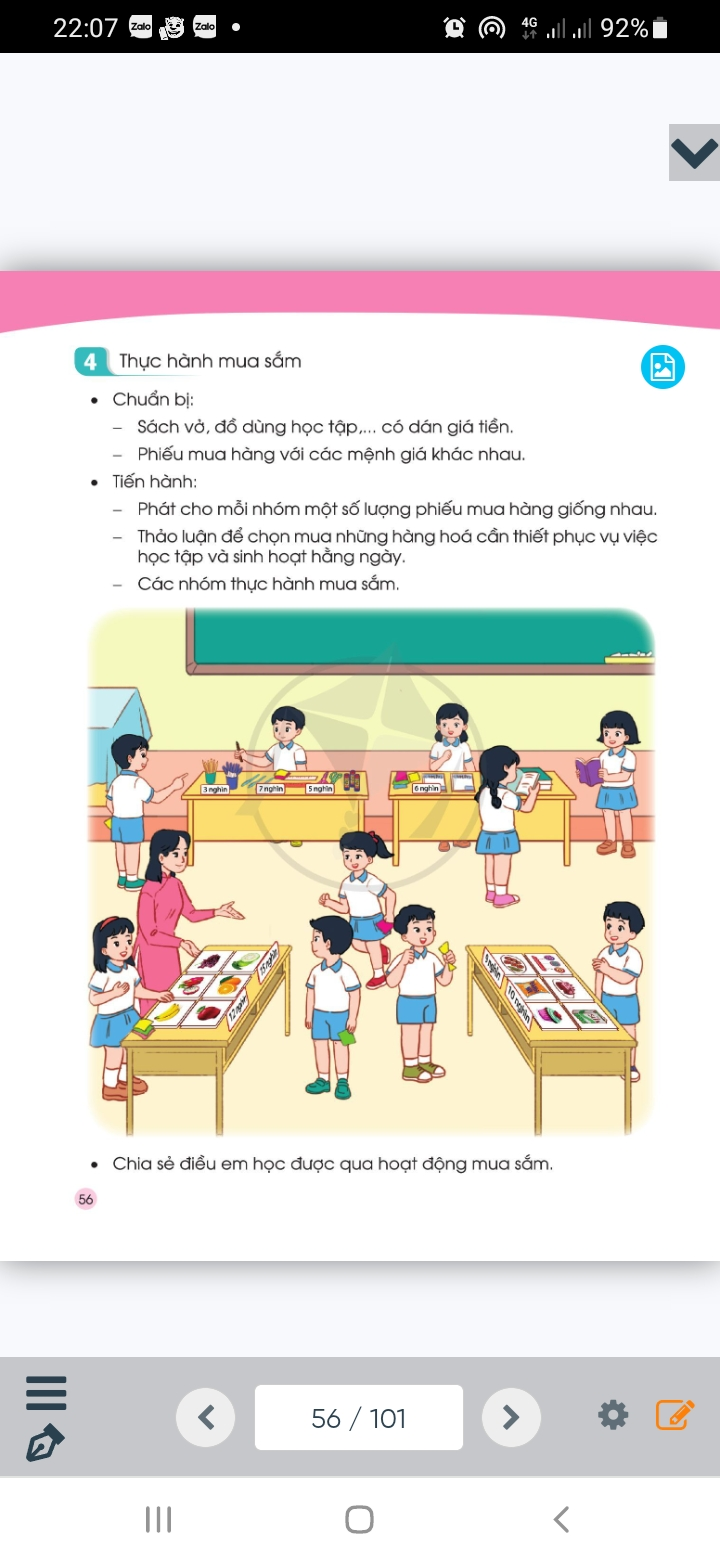 22:07 Zalo Zalo 4G 92%
4 Thực hành mua sắm
• Chuẩn bị:
– Sách vở, đồ dùng học tập,... có dán giá tiền.
– Phiếu mua hàng với các mệnh giá khác nhau.
• Tiến hành:
– Phát cho mỗi nhóm một số lượng phiếu mua hàng giống nhau.
– Thảo luận để chọn mua những hàng hoá cần thiết phục vụ việc
học tập và sinh hoạt hằng ngày.
– Các nhóm thực hành mua sắm.
3 nghìn 7 nghìn 5 nghìn 6 nghìn
15 nghìn
12 nghìn
10 nghìn
• Chia sẻ điều em học được qua hoạt động mua sắm.
56
56 / 101